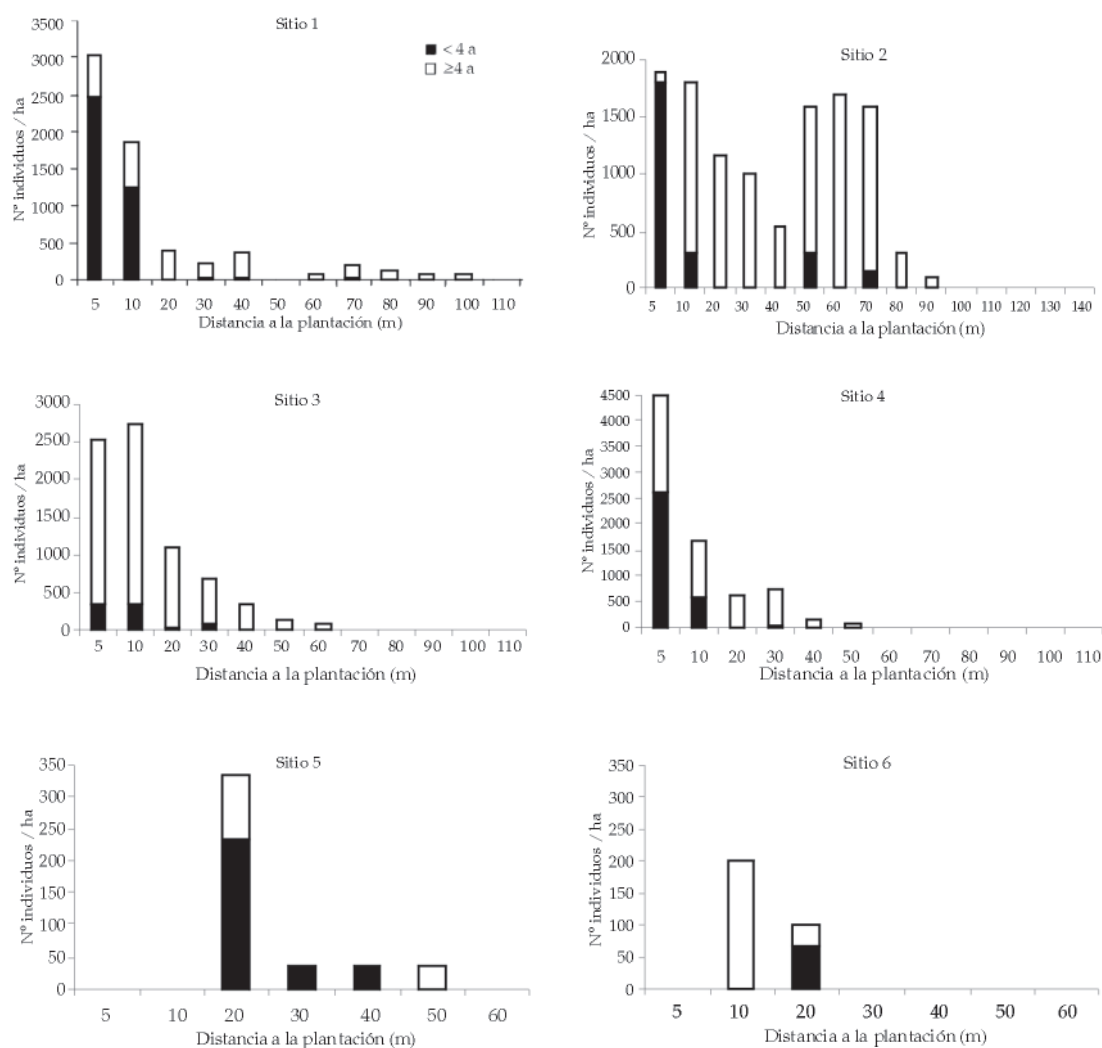 Sitio 1
3500
3000
2500
2000
1500
1000
500
0
Nº individuos / ha
< 4 a
≥4 a
5 10 20 30 40 50 60 70 80 90 100 110
Distancia a la plantación (m)
Sitio 2
2000
1500
1000
500
0
Nº individuos / ha
5 10 20 30 40 50 60 70 80 90 100 110 120 130 140
Distancia a la plantación (m)
Sitio 3
3000
2500
2000
1500
1000
500
0
Nº individuos / ha
5 10 20 30 40 50 60 70 80 90 100 110
Distancia a la plantación (m)
Sitio 4
4500
4000
3500
3000
2500
2000
1500
1000
500
0
Nº individuos / ha
5 10 20 30 40 50 60 70 80 90 100 110
Distancia a la plantación (m)
Sitio 5
350
300
250
200
150
100
50
0
Nº individuos / ha
5 10 20 30 40 50 60
Distancia a la plantación (m)
Sitio 6
350
300
250
200
150
100
50
0
Nº individuos / ha
5 10 20 30 40 50 60
Distancia a la plantación (m)